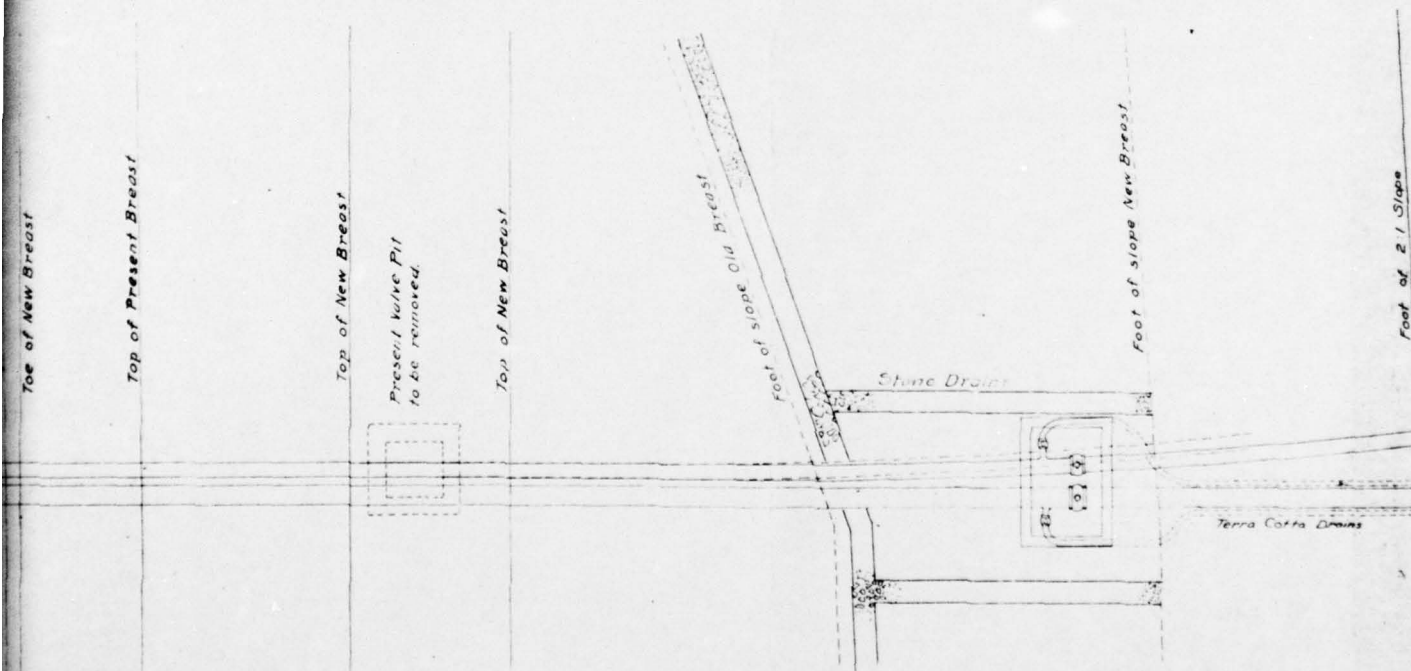 Toe of New Breast
Top of Present Breast
Top of New Breast
Present Valve Pit
to be removed.
Top of New Breast
Foot of slope Old Breast
Stone Drains
Foot of slope New Breast
Foot of 2:1 Slope
Terra Cotta Drains